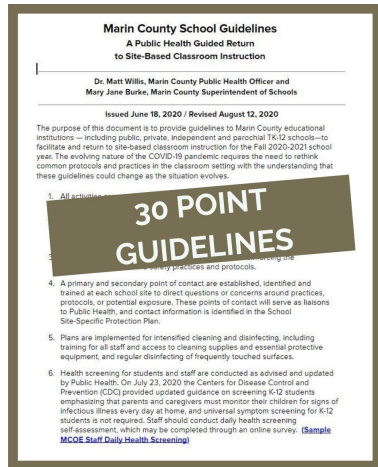 Marin County School Guidelines
A Public Health Guided Return
to Site-Based Classroom Instruction
Dr. Matt Willis, Marin County Public Health Officer and
Mary Jane Burke, Marin County Superintendent of Schools
Issued June 18, 2020 / Revised August 12, 2020
The purpose of this document is to provide guidelines to Marin County educational
institutions — including public, private, independent and parochial TK-12 schools—to
facilitate and return to site-based classroom instruction for the Fall 2020-2021 school
year. The evolving nature of the COVID-19 pandemic requires the need to rethink
common protocols and practices in the classroom setting with the understanding that
these guidelines could change as the situation evolves.
1. All activities
30 POINT
GUIDELINES
3.
the
safety practices and protocols.
4. A primary and secondary point of contact are established, identified and
trained at each school site to direct questions or concerns around practices,
protocols, or potential exposure. These points of contact will serve as liaisons
to Public Health, and contact information is identified in the School
Site-Specific Protection Plan.
5. Plans are implemented for intensified cleaning and disinfecting, including
training for all staff and access to cleaning supplies and essential protective
equipment, and regular disinfecting of frequently touched surfaces.
6. Health screening for students and staff are conducted as advised and updated
by Public Health. On July 23, 2020 the Centers for Disease Control and
Prevention (CDC) provided updated guidance on screening K-12 students
emphasizing that parents and caregivers must monitor their children for signs of
infectious illness every day at home, and universal symptom screening for K-12
students is not required. Staff should conduct daily health screening
self-assessment, which may be completed through an online survey. (Sample
MCOE Staff Daily Health Screening)